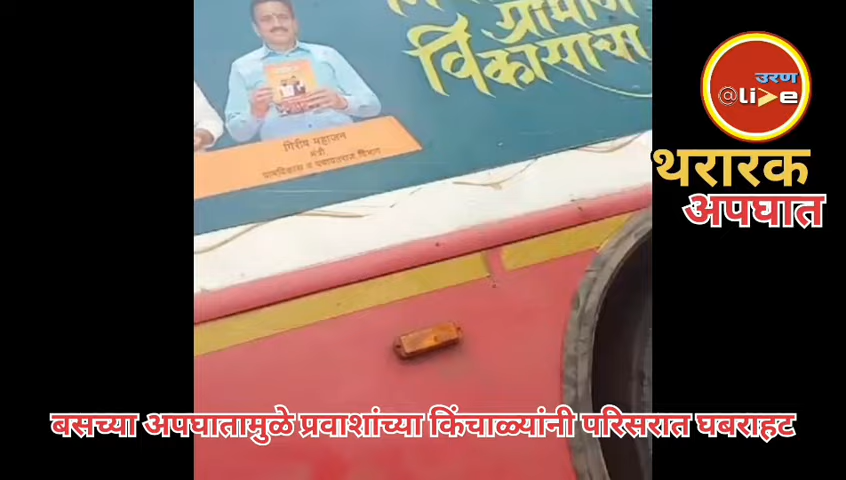 ग्रामीण
विकासाचा
गिरीष महाजन
मंत्री
ग्रामविकास व पंचायतराज विभाग
उरण
@Live
थरारक
अपघात
बसच्या अपघातामुळे प्रवाशांच्या किंचाळ्यांनी परिसरात घबराहट